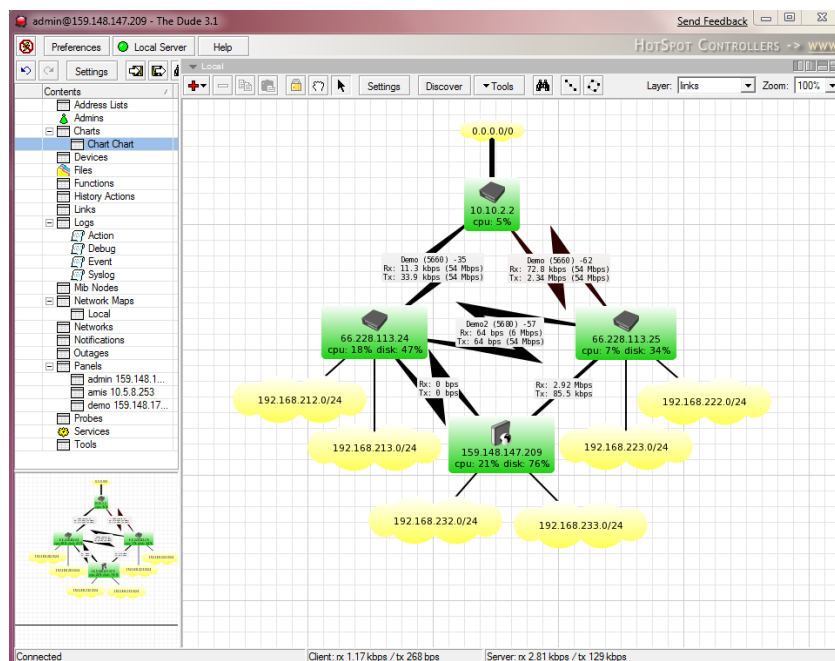 admin@159.148.147.209 - The Dude 3.1
Send Feedback
Preferences
Local Server
Help
HOTSPOT CONTROLLERS -> www
Settings
Contents
Address Lists
Admins
Charts
Chart Chart
Devices
Files
Functions
History Actions
Links
Logs
Action
Debug
Event
Syslog
Mib Nodes
Network Maps
Local
Networks
Notifications
Outages
Panels
admin 159.148.1...
amis 10.5.8.253
demo 159.148.17...
Probes
Services
Tools
Local
Settings
Discover
Tools
Layer:
links
Zoom:
100%
0.0.0.0/0
10.10.2.2
cpu: 5%
Demo (5660) -35
Rx: 11.3 kbps (54 Mbps)
Tx: 33.9 kbps (54 Mbps)
Demo (5660) -62
Rx: 72.8 kbps (54 Mbps)
Tx: 2.34 Mbps (54 Mbps)
66.228.113.24
cpu: 18% disk: 47%
Demo2 (5680) -57
Rx: 64 bps (6 Mbps)
Tx: 64 bps (54 Mbps)
66.228.113.25
cpu: 7% disk: 34%
Rx: 0 bps
Tx: 0 bps
Rx: 2.92 Mbps
Tx: 85.5 kbps
192.168.212.0/24
192.168.213.0/24
159.148.147.209
cpu: 21% disk: 76%
192.168.222.0/24
192.168.223.0/24
192.168.232.0/24
192.168.233.0/24
Connected
Client: rx 1.17 kbps / tx 268 bps
Server: rx 2.81 kbps / tx 129 kbps